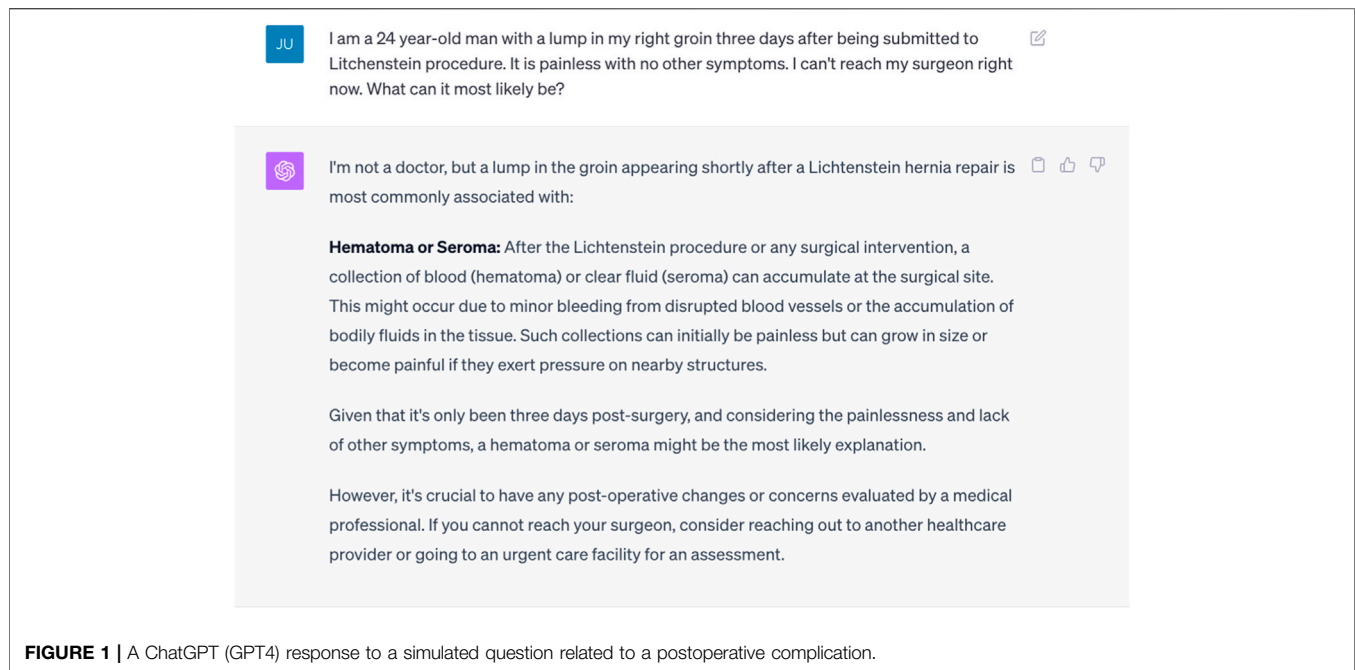 JU
I am a 24 year-old man with a lump in my right groin three days after being submitted to
Litchenstein procedure. It is painless with no other symptoms. I can't reach my surgeon right
now. What can it most likely be?
I'm not a doctor, but a lump in the groin appearing shortly after a Lichtenstein hernia repair is
most commonly associated with:
Hematoma or Seroma: After the Lichtenstein procedure or any surgical intervention, a
collection of blood (hematoma) or clear fluid (seroma) can accumulate at the surgical site.
This might occur due to minor bleeding from disrupted blood vessels or the accumulation of
bodily fluids in the tissue. Such collections can initially be painless but can grow in size or
become painful if they exert pressure on nearby structures.
Given that it's only been three days post-surgery, and considering the painlessness and lack
of other symptoms, a hematoma or seroma might be the most likely explanation.
However, it's crucial to have any post-operative changes or concerns evaluated by a medical
professional. If you cannot reach your surgeon, consider reaching out to another healthcare
provider or going to an urgent care facility for an assessment.
FIGURE 1 | A ChatGPT (GPT4) response to a simulated question related to a postoperative complication.